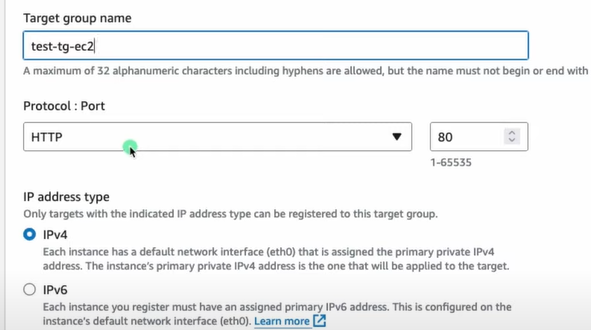 Target group name
test-tg-ec2
A maximum of 32 alphanumeric characters including hyphens are allowed, but the name must not begin or end with
Protocol : Port
HTTP
80
1-65535
IP address type
Only targets with the indicated IP address type can be registered to this target group.
IPv4
Each instance has a default network interface (eth0) that is assigned the primary private IPv4
address. The instance's primary private IPv4 address is the one that will be applied to the target.
IPv6
Each instance you register must have an assigned primary IPv6 address. This is configured on the
instance's default network interface (eth0). Learn more